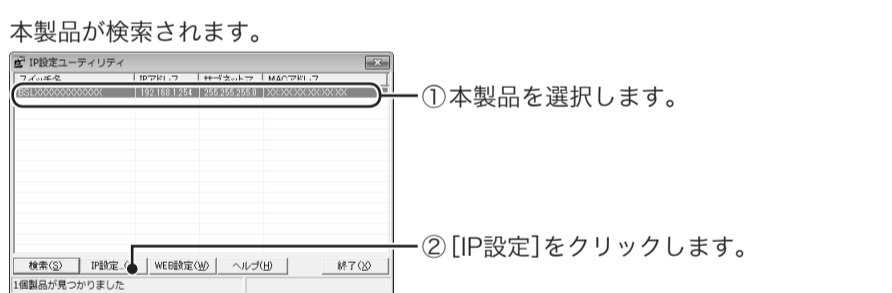 本製品が検索されます。
IP設定ユーティリティ
スイッチ名 IPアドレス サブネットマ MACアドレス
BSLXXXXXXXXXXX 192.168.1.254 255.255.255.0 XX:XX:XX:XX:XX:XX
①本製品を選択します。
②[IP設定]をクリックします。
検索(S) IP設定...( WEB設定(W) ヘルプ(H) 終了(X)
1個製品が見つかりました